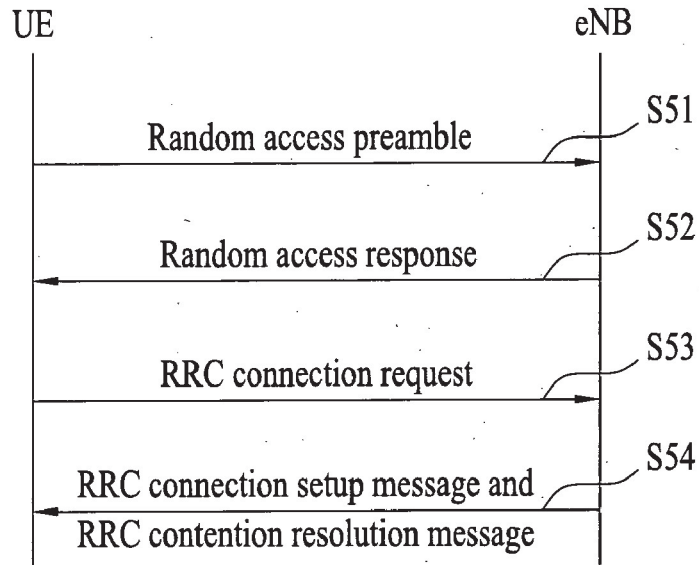 UE
eNB
S51
Random access preamble
S52
Random access response
S53
RRC connection request
S54
RRC connection setup message and
RRC contention resolution message